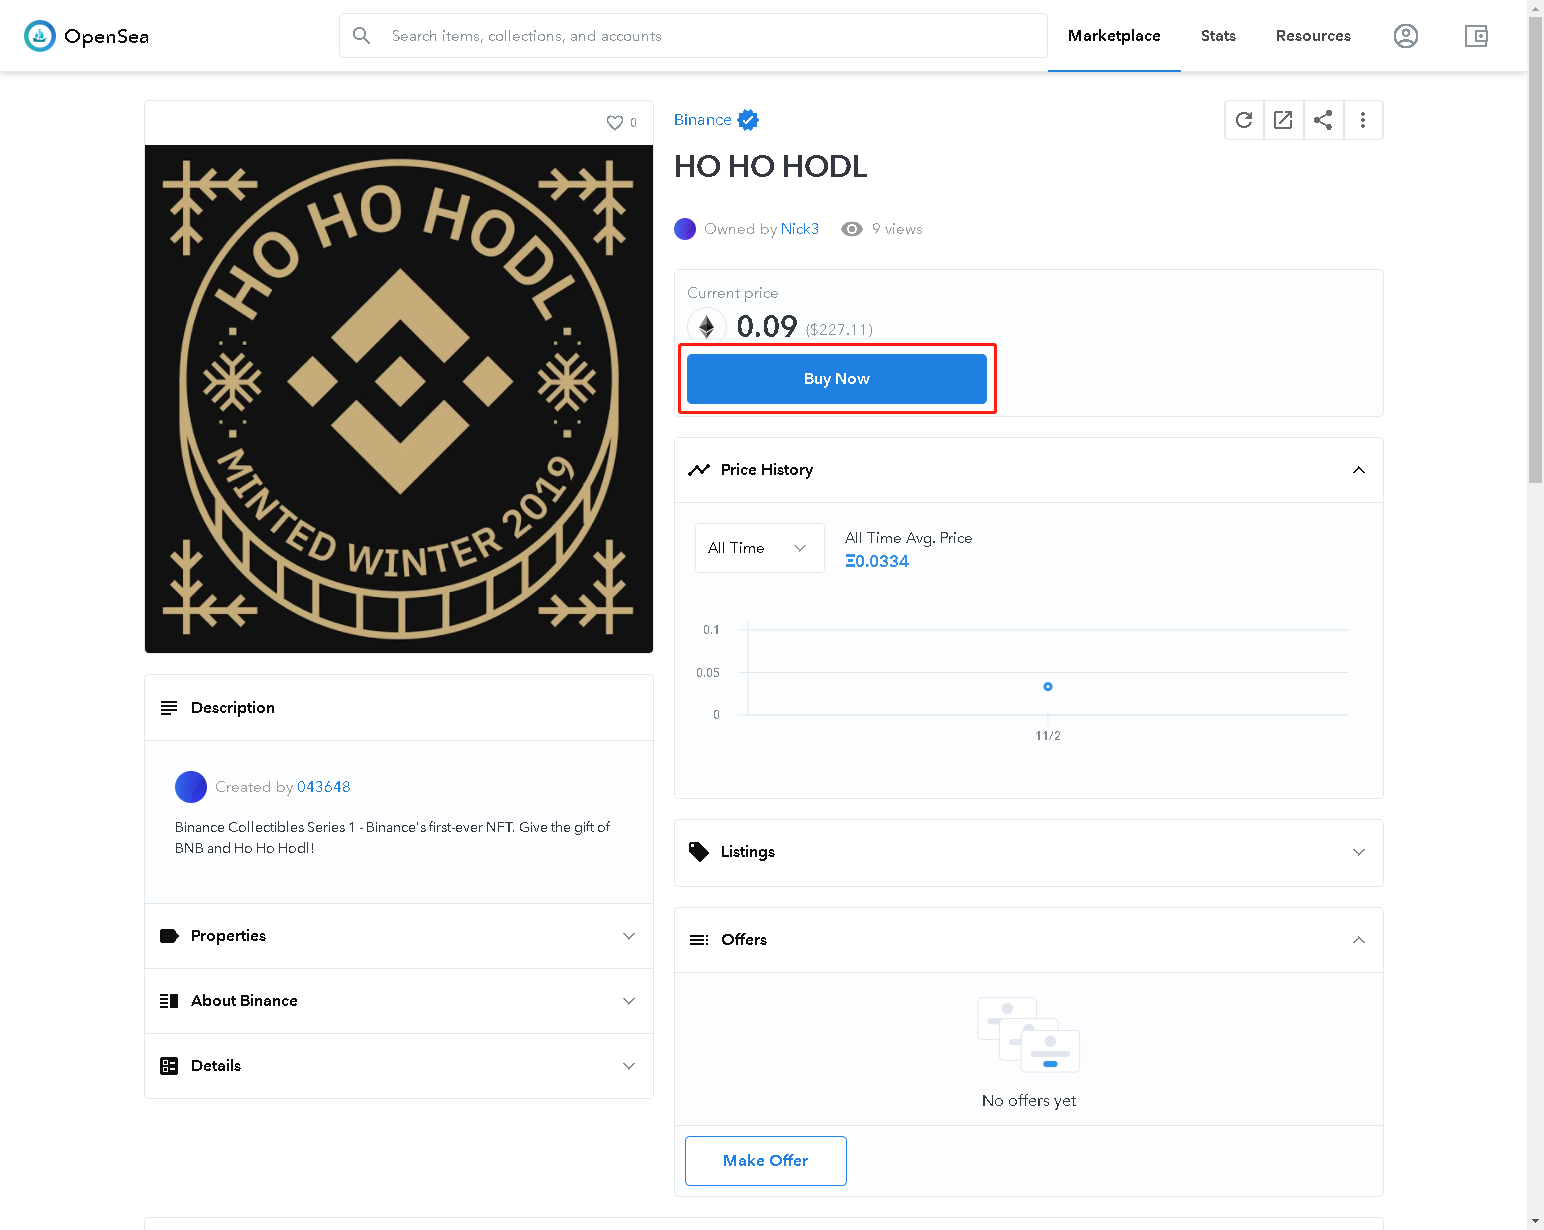 OpenSea
Search items, collections, and accounts
Marketplace
Stats
Resources
0
HO HO HODL
MINTED WINTER 2019
Description
Created by 043648
Binance Collectibles Series 1 - Binance's first-ever NFT. Give the gift of
BNB and Ho Ho Hodl!
Properties
About Binance
Details
Binance
HO HO HODL
Owned by Nick3
9 views
Current price
0.09 ($227.11)
Buy Now
Price History
All Time
All Time Avg. Price
Ξ0.0334
0.1
0.05
0
11/2
Listings
Offers
No offers yet
Make Offer